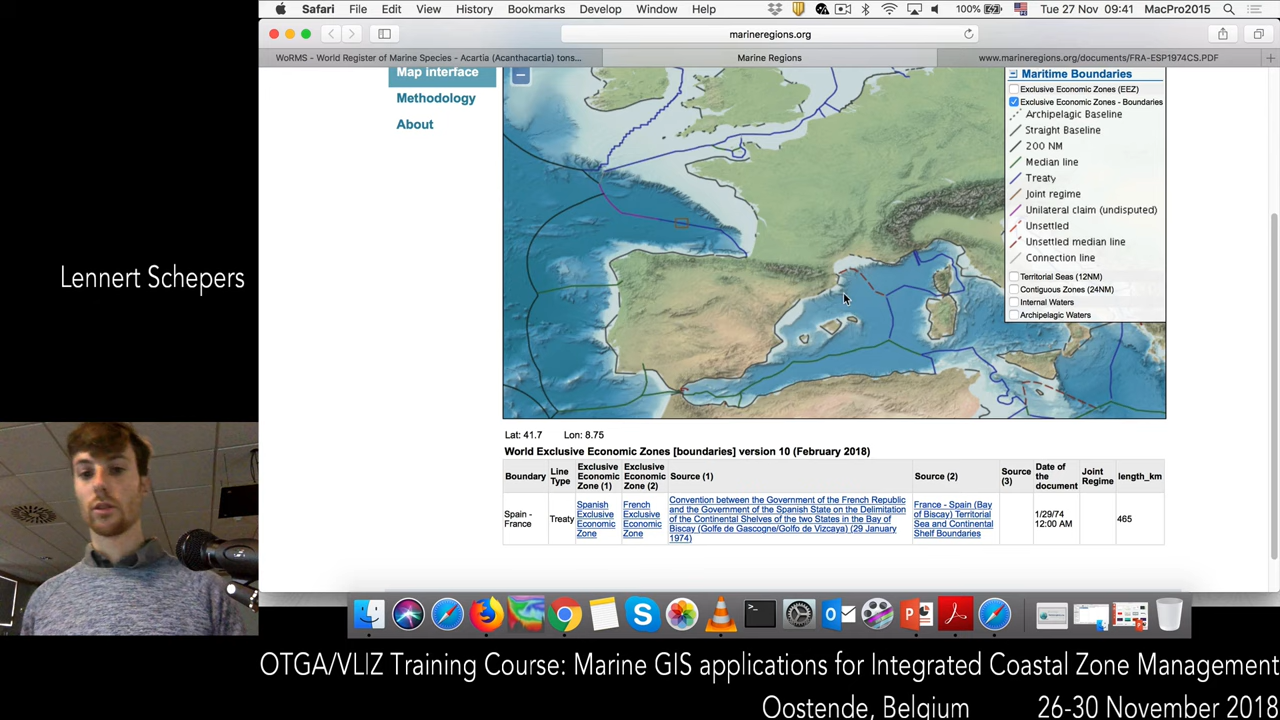 Safari File Edit View History Bookmarks Develop Window Help 100% Tue 27 Nov 09:41 MacPro2015
marineregions.org
WoRMS - World Register of Marine Species - Acartia (Acanthacartia) tons...
Marine Regions
www.marineregions.org/documents/FRA-ESP1974CS.PDF
Map interface
Methodology
About
Maritime Boundaries
Exclusive Economic Zones (EEZ)
Exclusive Economic Zones - Boundaries
Archipelagic Baseline
Straight Baseline
200 NM
Median line
Treaty
Joint regime
Unilateral claim (undisputed)
Unsettled
Unsettled median line
Connection line
Territorial Seas (12NM)
Contiguous Zones (24NM)
Internal Waters
Archipelagic Waters
Lat: 41.7 Lon: 8.75
World Exclusive Economic Zones [boundaries] version 10 (February 2018)
Boundary
Line
Type
Exclusive
Economic
Zone (1)
Exclusive
Economic
Zone (2)
Source (1)
Source (2)
Source
(3)
Date of
the
document
Joint
Regime
length_km
Spain -
France
Treaty
Spanish
Exclusive
Economic
Zone
French
Exclusive
Economic
Zone
Convention between the Government of the French Republic
and the Government of the Spanish State on the Delimitation
of the Continental Shelves of the two States in the Bay of
Biscay (Golfe de Gascogne/Golfo de Vizcaya) (29 January
1974)
France - Spain (Bay
of Biscay) Territorial
Sea and Continental
Shelf Boundaries
1/29/74
12:00 AM
465
Lennert Schepers
OTGA/VLIZ Training Course: Marine GIS applications for Integrated Coastal Zone Management
Oostende, Belgium 26-30 November 2018